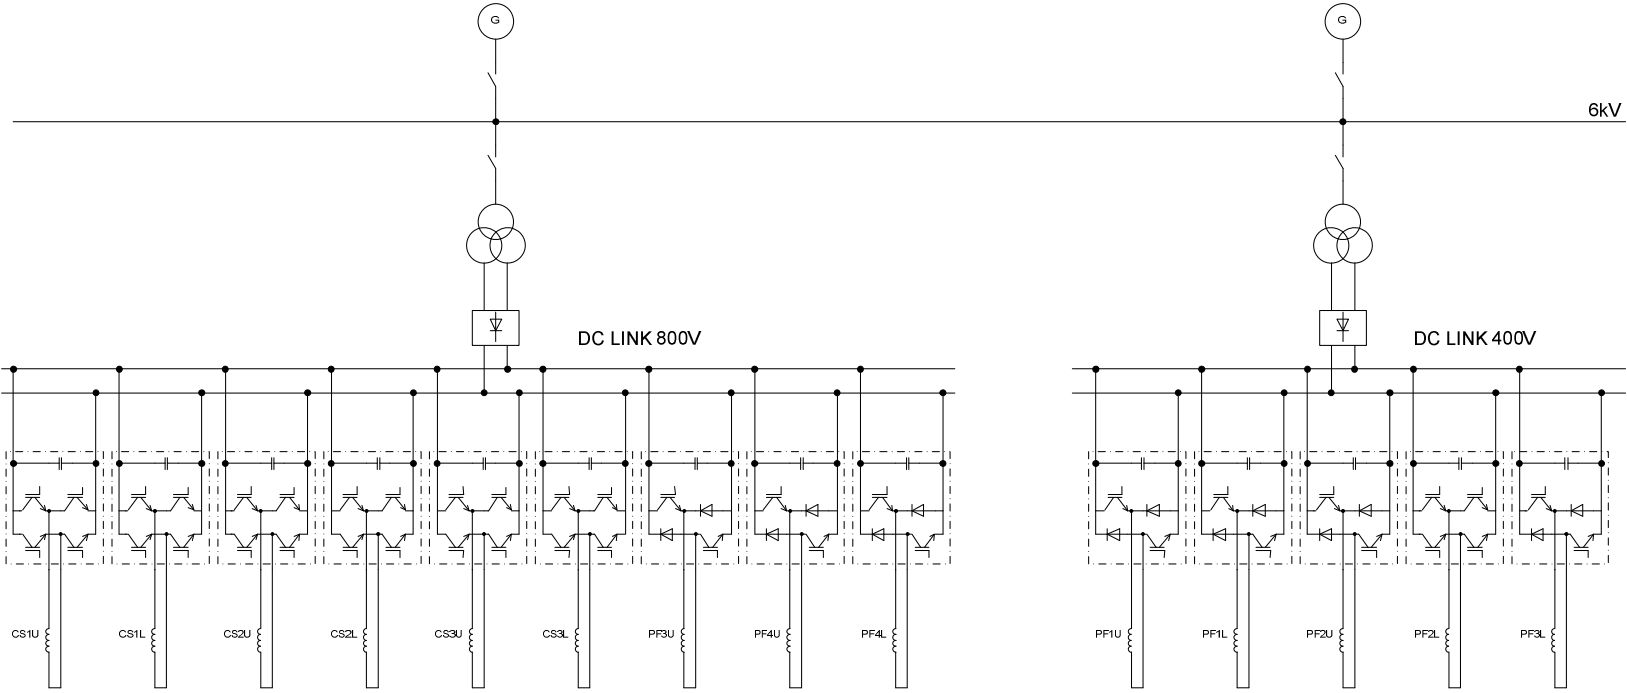 G
G
6kV
DC LINK 800V
DC LINK 400V
CS1U
CS1L
CS2U
CS2L
CS3U
CS3L
PF3U
PF4U
PF4L
PF1U
PF1L
PF2U
PF2L
PF3L